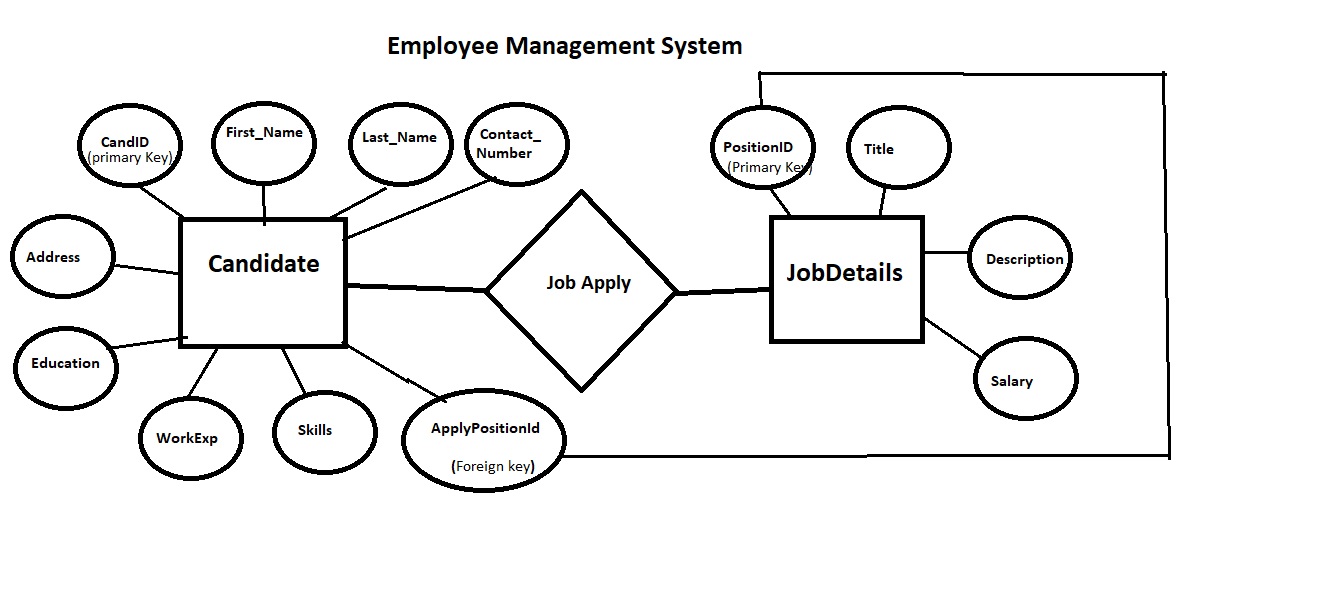 Employee Management System
CandID
(primary Key)
First_Name
Last_Name
Contact_
Number
PositionID
(Primary Key)
Title
Address
Candidate
Job Apply
JobDetails
Description
Education
WorkExp
Skills
ApplyPositionId
(Foreign key)
Salary